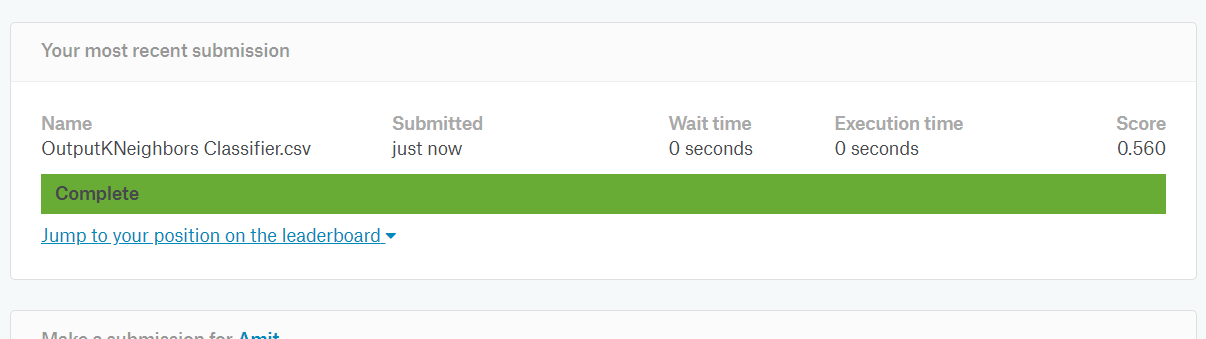 Your most recent submission
Name Submitted Wait time Execution time Score
OutputKNeighbors Classifier.csv just now 0 seconds 0 seconds 0.560
Complete
Jump to your position on the leaderboard
Make a submission for Amit